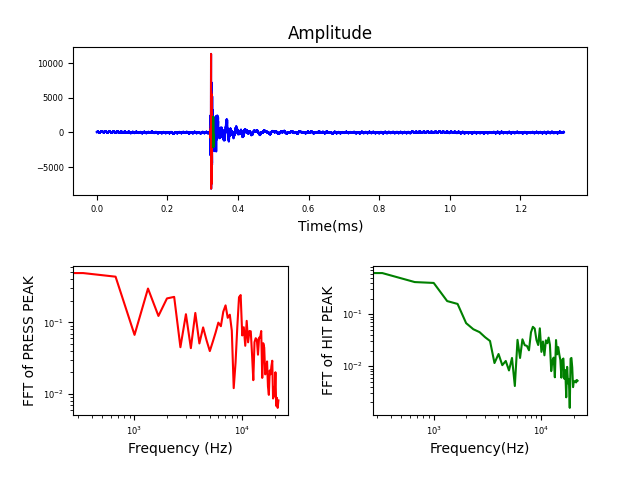 Amplitude
10000
5000
0
−5000
0.0 0.2 0.4 0.6 0.8 1.0 1.2
Time(ms)
FFT of PRESS PEAK
10⁻¹
10⁻²
10³ 10⁴
Frequency (Hz)
FFT of HIT PEAK
10⁻¹
10⁻²
10³ 10⁴
Frequency(Hz)